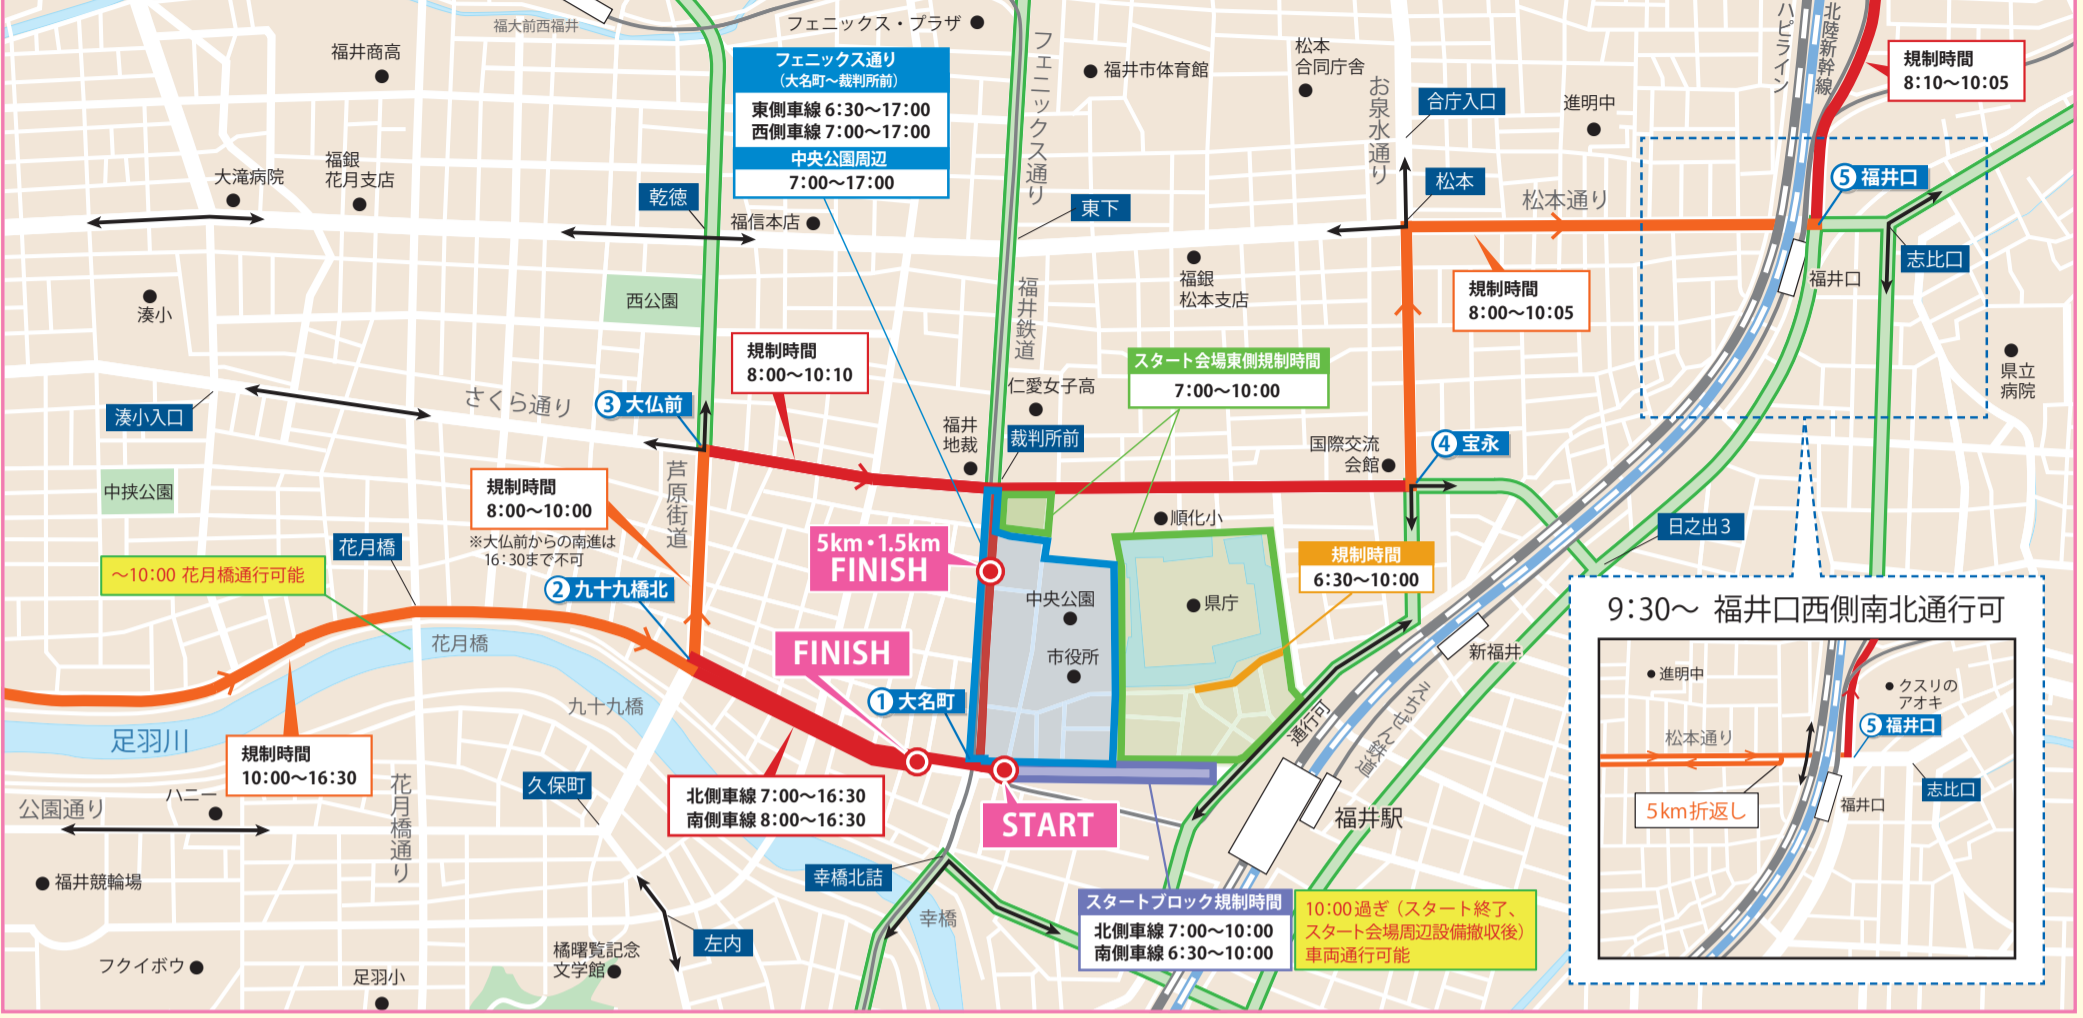 福大前西福井
フェニックス・プラザ
福井商高
フェニックス通り
（大名町～裁判所前）
東側車線 6：30～17：00
西側車線 7：00～17：00
中央公園周辺
7：00～17：00
フェニックス通り
福井市体育館
松本
合同庁舎
お泉水通り
合庁入口
進明中
ハピライン
北陸新幹線
規制時間
8：10～10：05
大滝病院
福銀
花月支店
乾徳
福信本店
東下
松本
松本通り
⑤ 福井口
志比口
福井口
湊小
西公園
福井鉄道
福銀
松本支店
規制時間
8：00～10：05
県立
病院
規制時間
8：00～10：10
スタート会場東側規制時間
7：00～10：00
湊小入口
さくら通り
③ 大仏前
仁愛女子高
福井
地裁
裁判所前
国際交流
会館
④ 宝永
中挟公園
規制時間
8：00～10：00
※大仏前からの南進は
16：30まで不可
芦原街道
順化小
日之出3
花月橋
～10：00 花月橋通行可能
② 九十九橋北
5km・1.5km
FINISH
中央公園
市役所
県庁
規制時間
6：30～10：00
花月橋
FINISH
① 大名町
九十九橋
新福井
えちぜん鉄道
通行可
足羽川
規制時間
10：00～16：30
公園通り
ハニー
花月橋通り
久保町
北側車線 7：00～16：30
南側車線 8：00～16：30
START
福井駅
福井競輪場
幸橋北詰
幸橋
左内
フクイボウ
足羽小
橘曙覧記念
文学館
スタートブロック規制時間
北側車線 7：00～10：00
南側車線 6：30～10：00
10：00過ぎ（スタート終了、
スタート会場周辺設備撤収後）
車両通行可能
9：30～ 福井口西側南北通行可
進明中
クスリの
アオキ
⑤ 福井口
松本通り
志比口
5km折返し
福井口